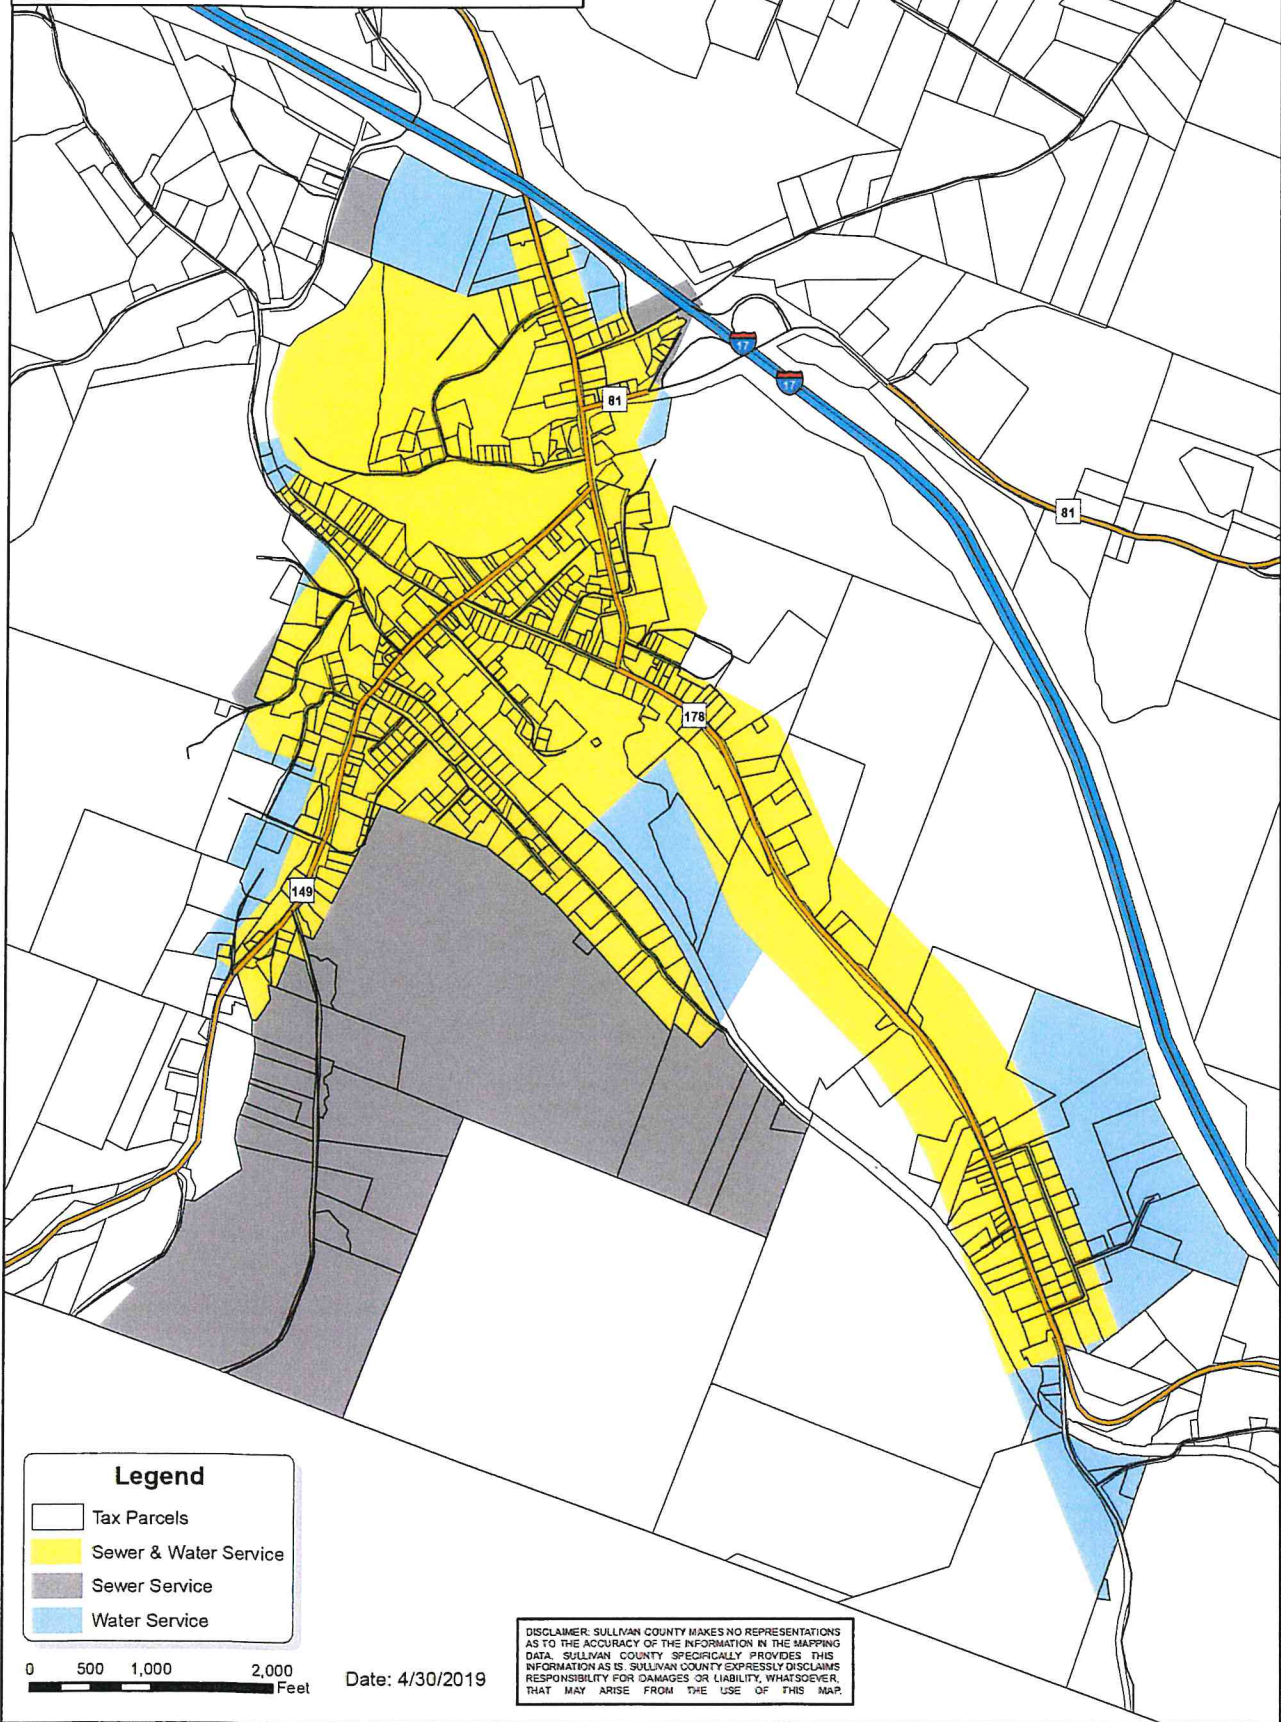 17
17
81
81
178
149
Legend
Tax Parcels
Sewer & Water Service
Sewer Service
Water Service
0 500 1,000 2,000
Feet
Date: 4/30/2019
DISCLAIMER: SULLIVAN COUNTY MAKES NO REPRESENTATIONS
AS TO THE ACCURACY OF THE INFORMATION IN THE MAPPING
DATA. SULLIVAN COUNTY SPECIFICALLY PROVIDES THIS
INFORMATION AS IS. SULLIVAN COUNTY EXPRESSLY DISCLAIMS
RESPONSIBILITY FOR DAMAGES OR LIABILITY, WHATSOEVER,
THAT MAY ARISE FROM THE USE OF THIS MAP.